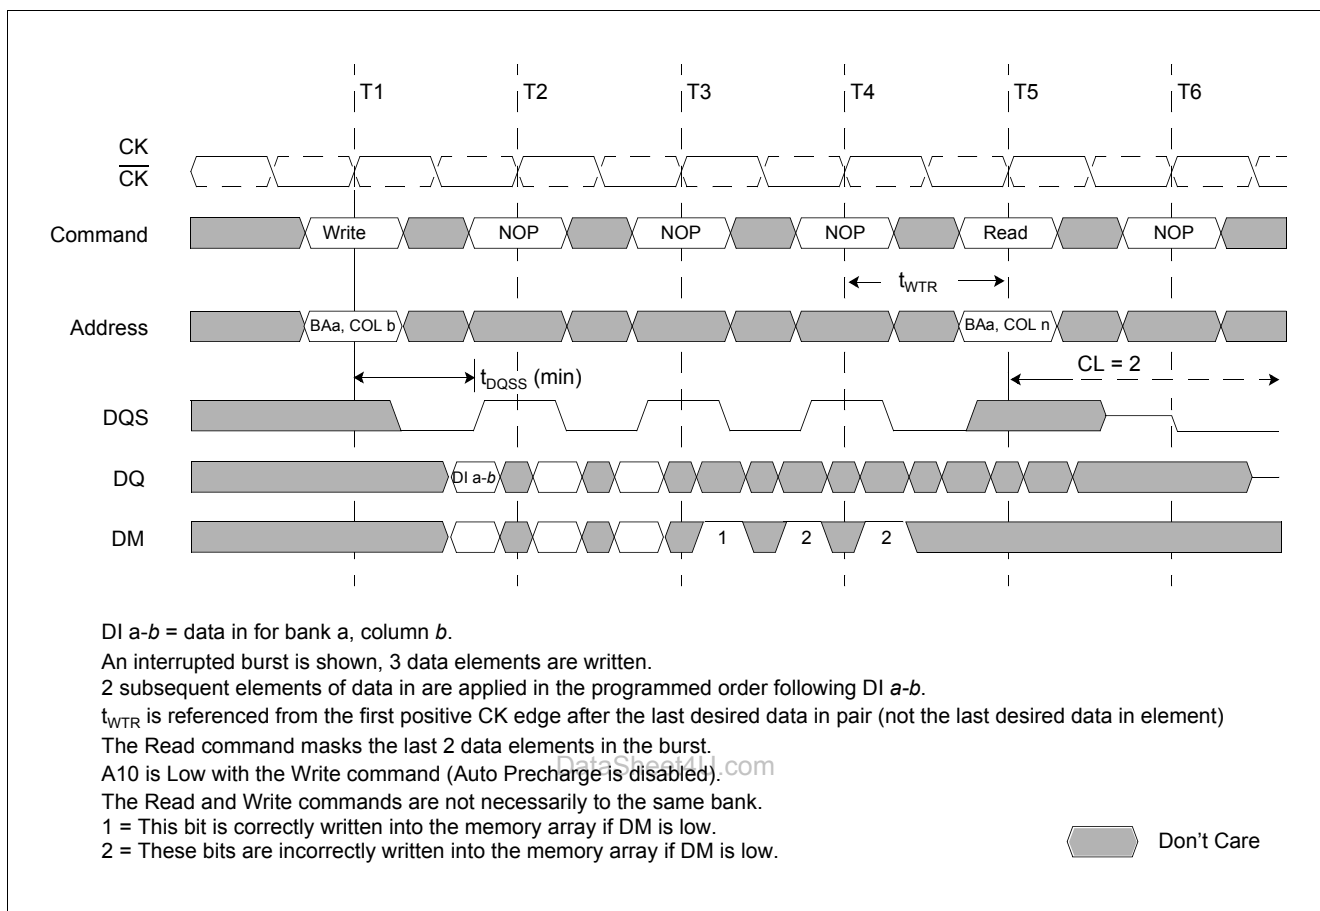 T1 T2 T3 T4 T5 T6
CK
CK
Command Write NOP NOP NOP Read NOP
tWTR
Address BAa, COL b BAa, COL n
tDQSS (min) CL = 2
DQS
DQ DI a-b
DM 1 2 2
DI a-b = data in for bank a, column b.
An interrupted burst is shown, 3 data elements are written.
2 subsequent elements of data in are applied in the programmed order following DI a-b.
tWTR is referenced from the first positive CK edge after the last desired data in pair (not the last desired data in element)
The Read command masks the last 2 data elements in the burst.
DataSheet4U.com
A10 is Low with the Write command (Auto Precharge is disabled).
The Read and Write commands are not necessarily to the same bank.
1 = This bit is correctly written into the memory array if DM is low.
2 = These bits are incorrectly written into the memory array if DM is low.
Don't Care